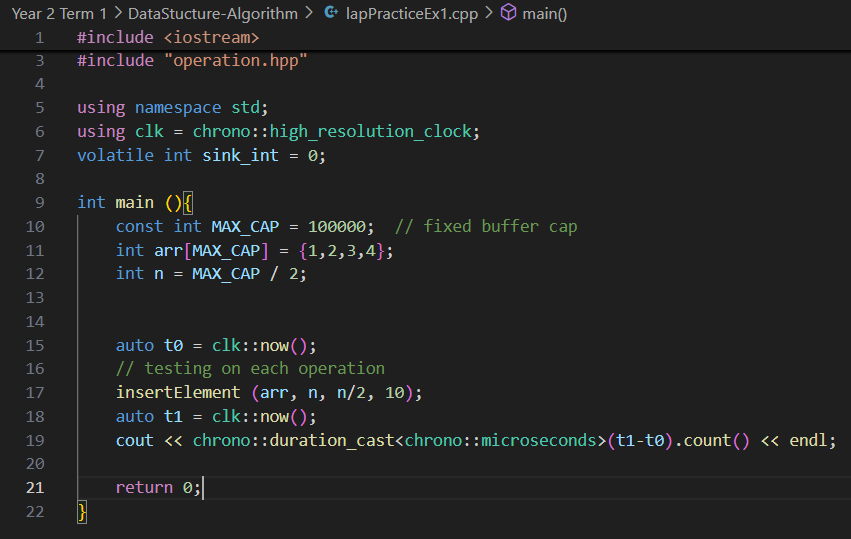 Year 2 Term 1 > DataStucture-Algorithm > lapPracticeEx1.cpp > main()
1 #include <iostream>
3 #include "operation.hpp"
4
5 using namespace std;
6 using clk = chrono::high_resolution_clock;
7 volatile int sink_int = 0;
8
9 int main (){
10     const int MAX_CAP = 100000;  // fixed buffer cap
11     int arr[MAX_CAP] = {1,2,3,4};
12     int n = MAX_CAP / 2;
13
14
15     auto t0 = clk::now();
16     // testing on each operation
17     insertElement (arr, n, n/2, 10);
18     auto t1 = clk::now();
19     cout << chrono::duration_cast<chrono::microseconds>(t1-t0).count() << endl;
20
21     return 0;
22 }